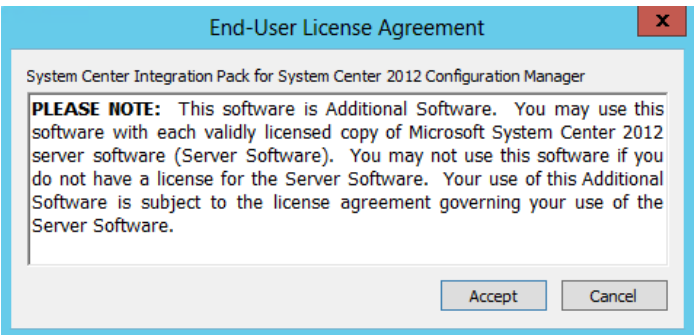 End-User License Agreement
x
System Center Integration Pack for System Center 2012 Configuration Manager
PLEASE NOTE: This software is Additional Software. You may use this
software with each validly licensed copy of Microsoft System Center 2012
server software (Server Software). You may not use this software if you
do not have a license for the Server Software. Your use of this Additional
Software is subject to the license agreement governing your use of the
Server Software.
Accept Cancel